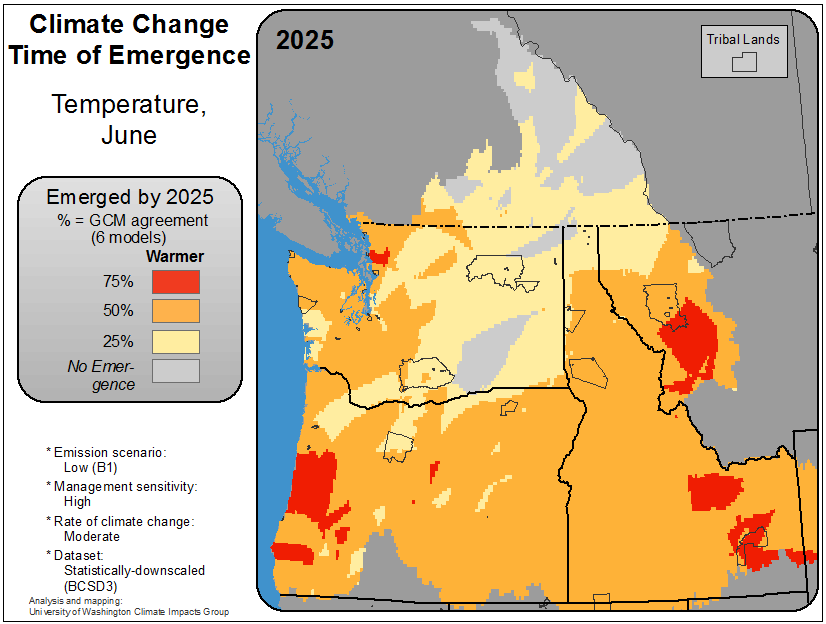 Climate Change
Time of Emergence
Temperature,
June
Emerged by 2025
% = GCM agreement
(6 models)
Warmer
75%
50%
25%
No Emer-
gence
* Emission scenario:
Low (B1)
* Management sensitivity:
High
* Rate of climate change:
Moderate
* Dataset:
Statistically-downscaled
(BCSD3)
Analysis and mapping:
University of Washington Climate Impacts Group
2025
Tribal Lands